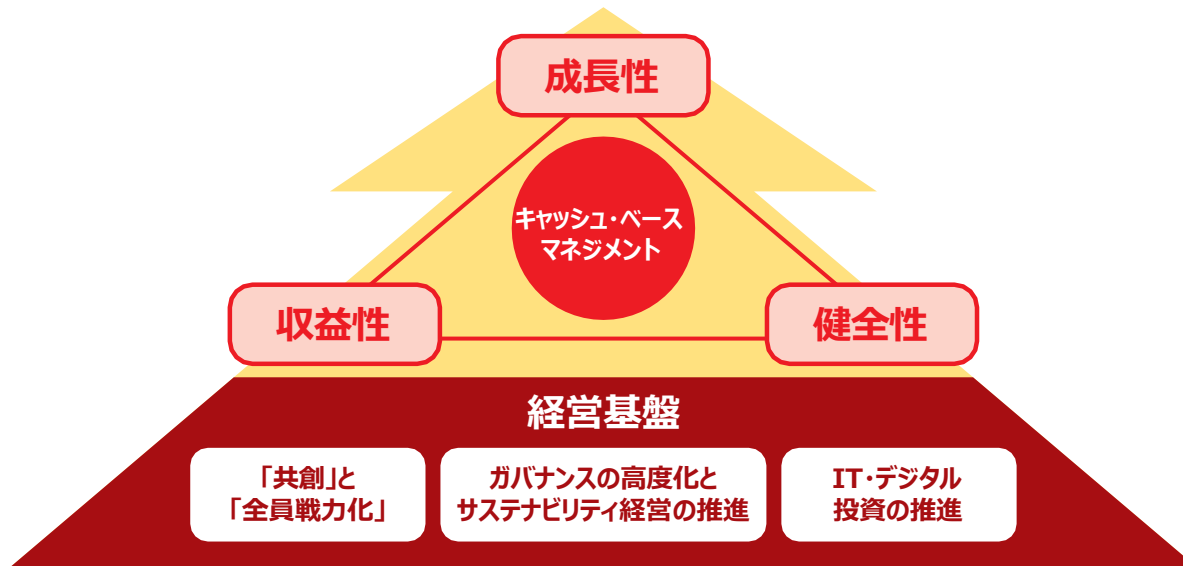 成長性
キャッシュ・ベース
マネジメント
収益性
健全性
経営基盤
「共創」と
「全員戦力化」
ガバナンスの高度化と
サステナビリティ経営の推進
IT・デジタル
投資の推進